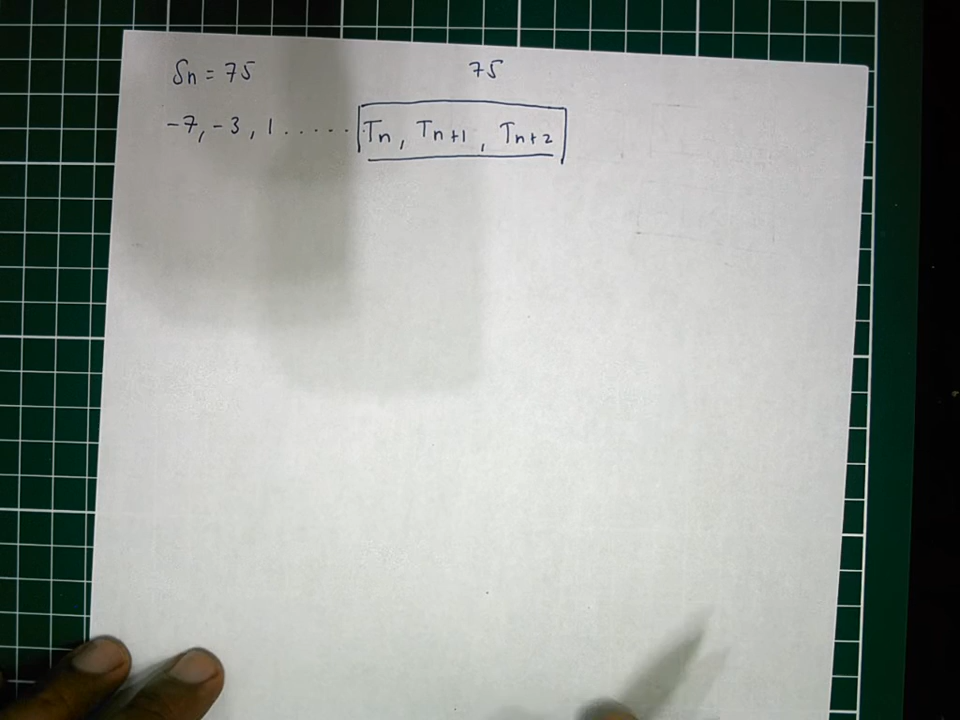 Sn = 75 75
-7, -3, 1 ...... Tn, Tn+1, Tn+2